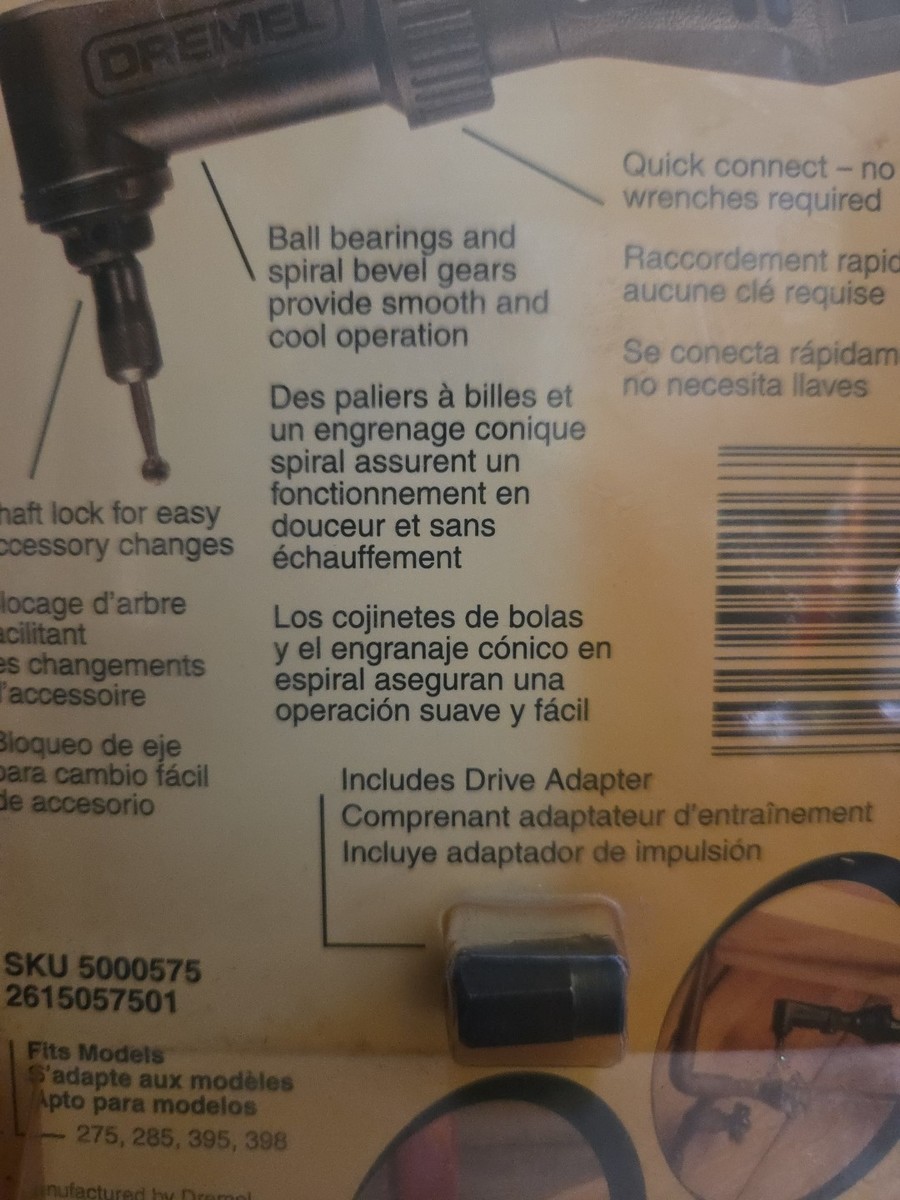 DREMEL
Quick connect – no
wrenches required
Raccordement rapid
aucune clé requise
Se conecta rápidam
no necesita llaves
Ball bearings and
spiral bevel gears
provide smooth and
cool operation
Des paliers à billes et
un engrenage conique
spiral assurent un
fonctionnement en
douceur et sans
échauffement
Los cojinetes de bolas
y el engranaje cónico en
espiral aseguran una
operación suave y fácil
haft lock for easy
ccessory changes
locage d'arbre
acilitant
es changements
l'accessoire
Bloqueo de eje
para cambio fácil
de accesorio
Includes Drive Adapter
Comprenant adaptateur d'entraînement
Incluye adaptador de impulsión
SKU 5000575
2615057501
Fits Models
S'adapte aux modèles
Apto para modelos
275, 285, 395, 398
anufactured by Dremel